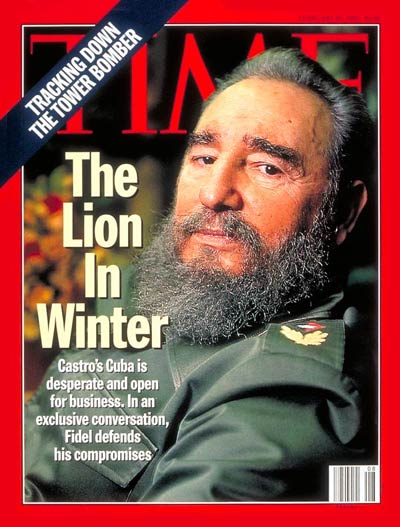 TRACKING DOWN
THE TOWER BOMBER
TIME
The
Lion
In
Winter
Castro's Cuba is
desperate and open
for business. In an
exclusive conversation,
Fidel defends
his compromises
08